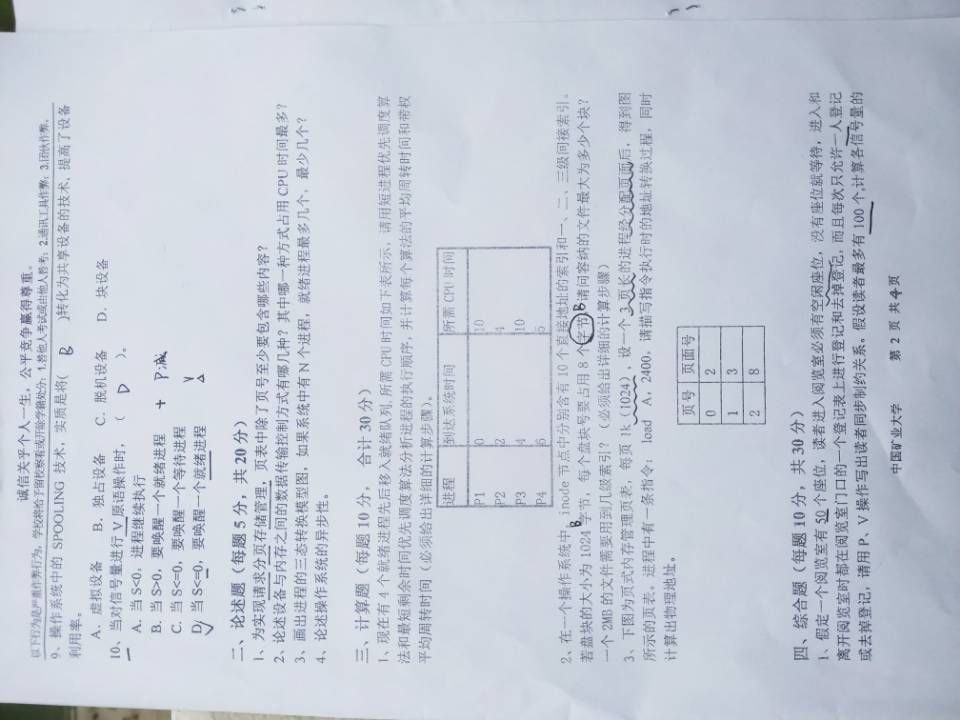 诚信关乎个人一生，公平竞争赢得尊重。
以下行为是严重作弊行为，学校将给予留校察看或开除学籍处分：1.替他人考试或由他人替考；2.通讯工具作弊；3.团伙作弊。
9、操作系统中的 SPOOLING 技术，实质是将( B )转化为共享设备的技术，提高了设备
利用率。
A．虚拟设备 B．独占设备 C．脱机设备 D．块设备
10、当对信号量进行 V 原语操作时，（ D ）。
A. 当 S<0，进程继续执行
B. 当 S>0，要唤醒一个就绪进程 + P减
C. 当 S<=0，要唤醒一个等待进程 V
D. 当 S<=0，要唤醒一个就绪进程
二、论述题（每题 5 分，共 20 分）
1、为实现请求分页存储管理，页表中除了页号至少要包含哪些内容？
2、论述设备与内存之间的数据传输控制方式有哪几种？其中哪一种方式占用 CPU 时间最多？
3、画出进程的三态转换模型图，如果系统中有 N 个进程，就绪进程最多几个，最少几个？
4、论述操作系统的异步性。
三、计算题（每题 10 分， 合计 30 分）
1、现在有 4 个就绪进程先后移入就绪队列,所需 CPU 时间如下表所示，请用短进程优先调度算
法和最短剩余时间优先调度算法分析进程的执行顺序,并计算每个算法的平均周转时间和带权
平均周转时间（必须给出详细的计算步骤）。
进程 到达系统时间 所需 CPU 时间
P1 0 10
P2 2 4
P3 4 10
P4 6 5
2、在一个操作系统中，inode 节点中分别含有 10 个直接地址的索引和一、二、三级间接索引。
若盘块的大小为 1024 B 字节，每个盘块号要占用 8 个字节 B 请问容纳的文件最大为多少个块？
一个 2MB 的文件需要用到几级索引？（必须给出详细的计算步骤）
3、下图为页式内存管理页表，每页 1k（1024），设一个 3 页长的进程经分配页面后，得到图
所示的页表。进程中有一条指令： load A，2400，请描写指令执行时的地址转换过程，同时
计算出物理地址。
页号 页面号
0 2
1 3
2 8
四、综合题（每题 10 分，共 30 分）
1、假定一个阅览室有 50 个座位，读者进入阅览室必须有空闲座位，没有座位就等待，进入和
离开阅览室时都在阅览室门口的一个登记表上进行登记和去掉登记，而且每次只允许一人登记
或去掉登记，请用 P、V 操作写出读者同步制约关系。假设读者最多有 100 个,计算各信号量的
中国矿业大学 第 2 页 共 4 页